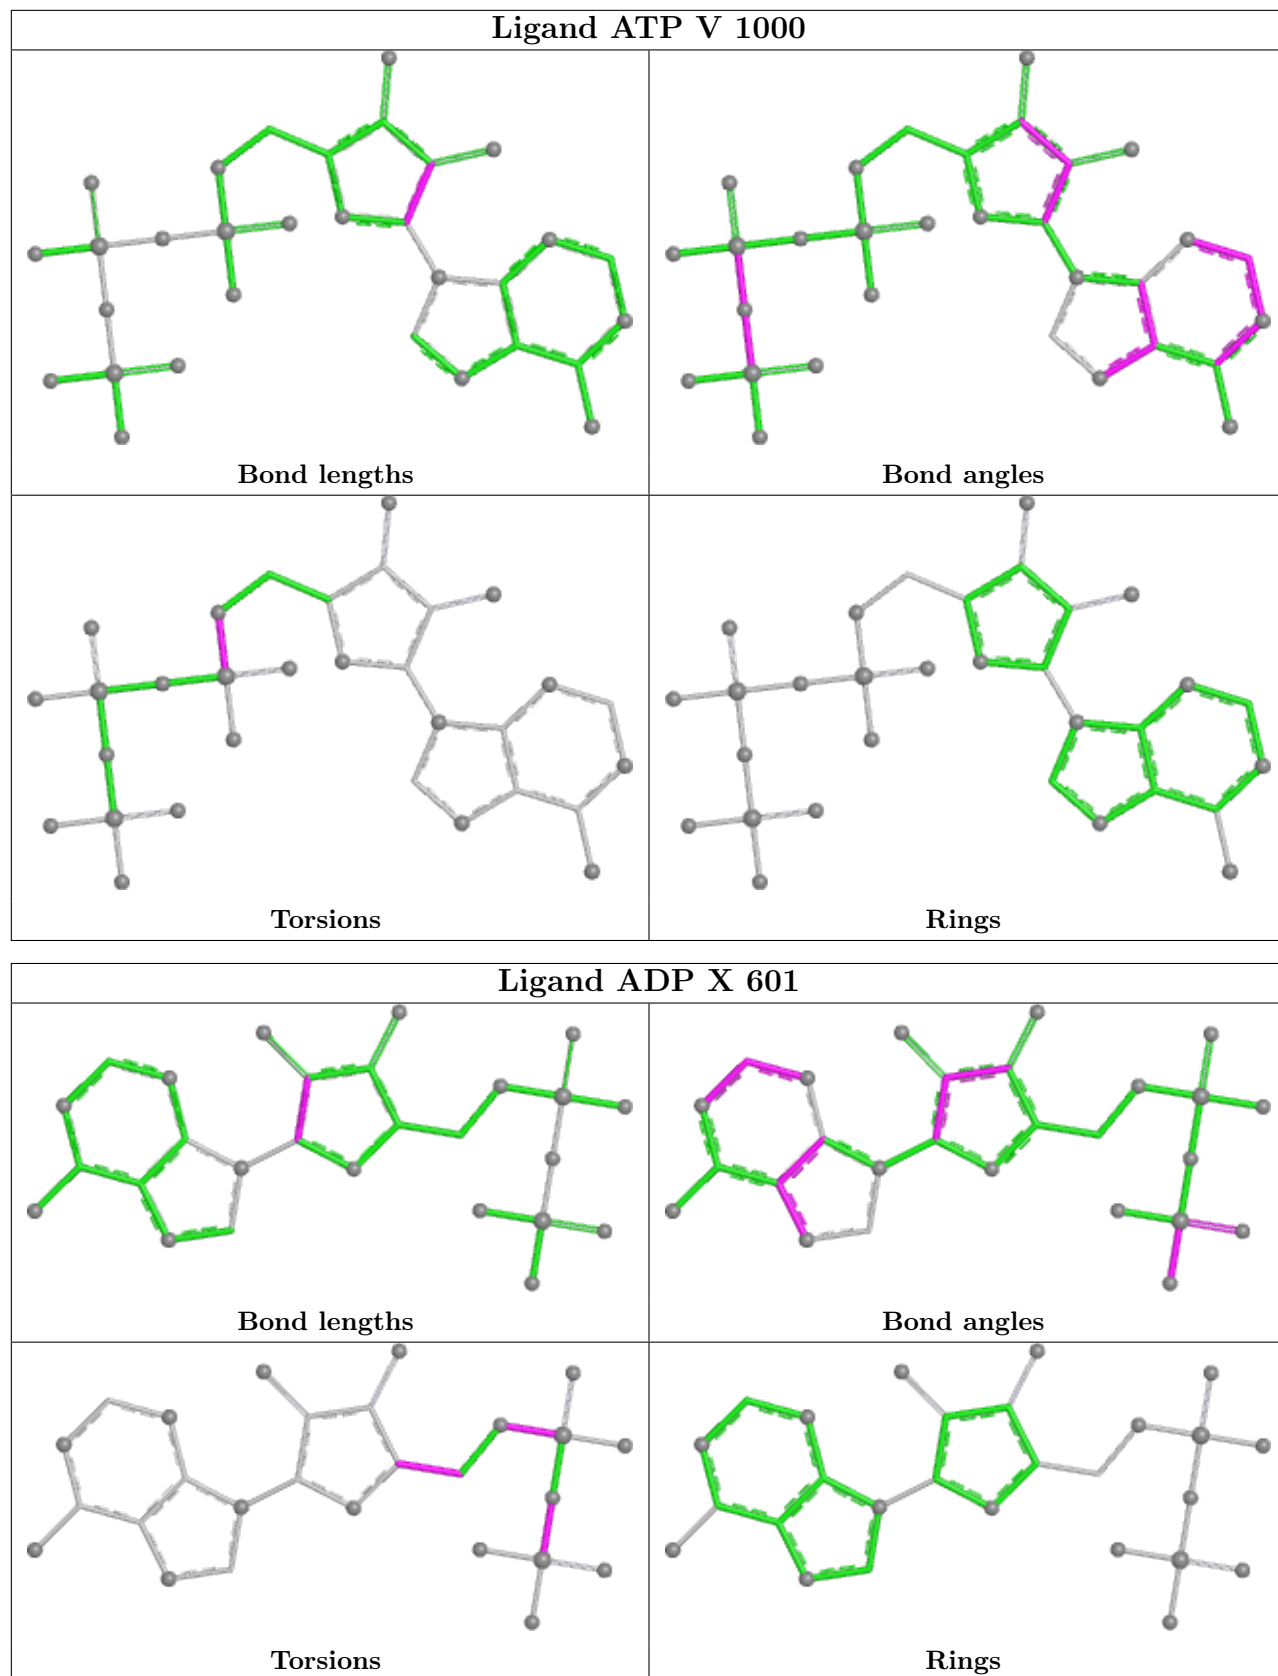 Ligand ATP V 1000
Bond lengths
Bond angles
Torsions
Rings
Ligand ADP X 601
Bond lengths
Bond angles
Torsions
Rings